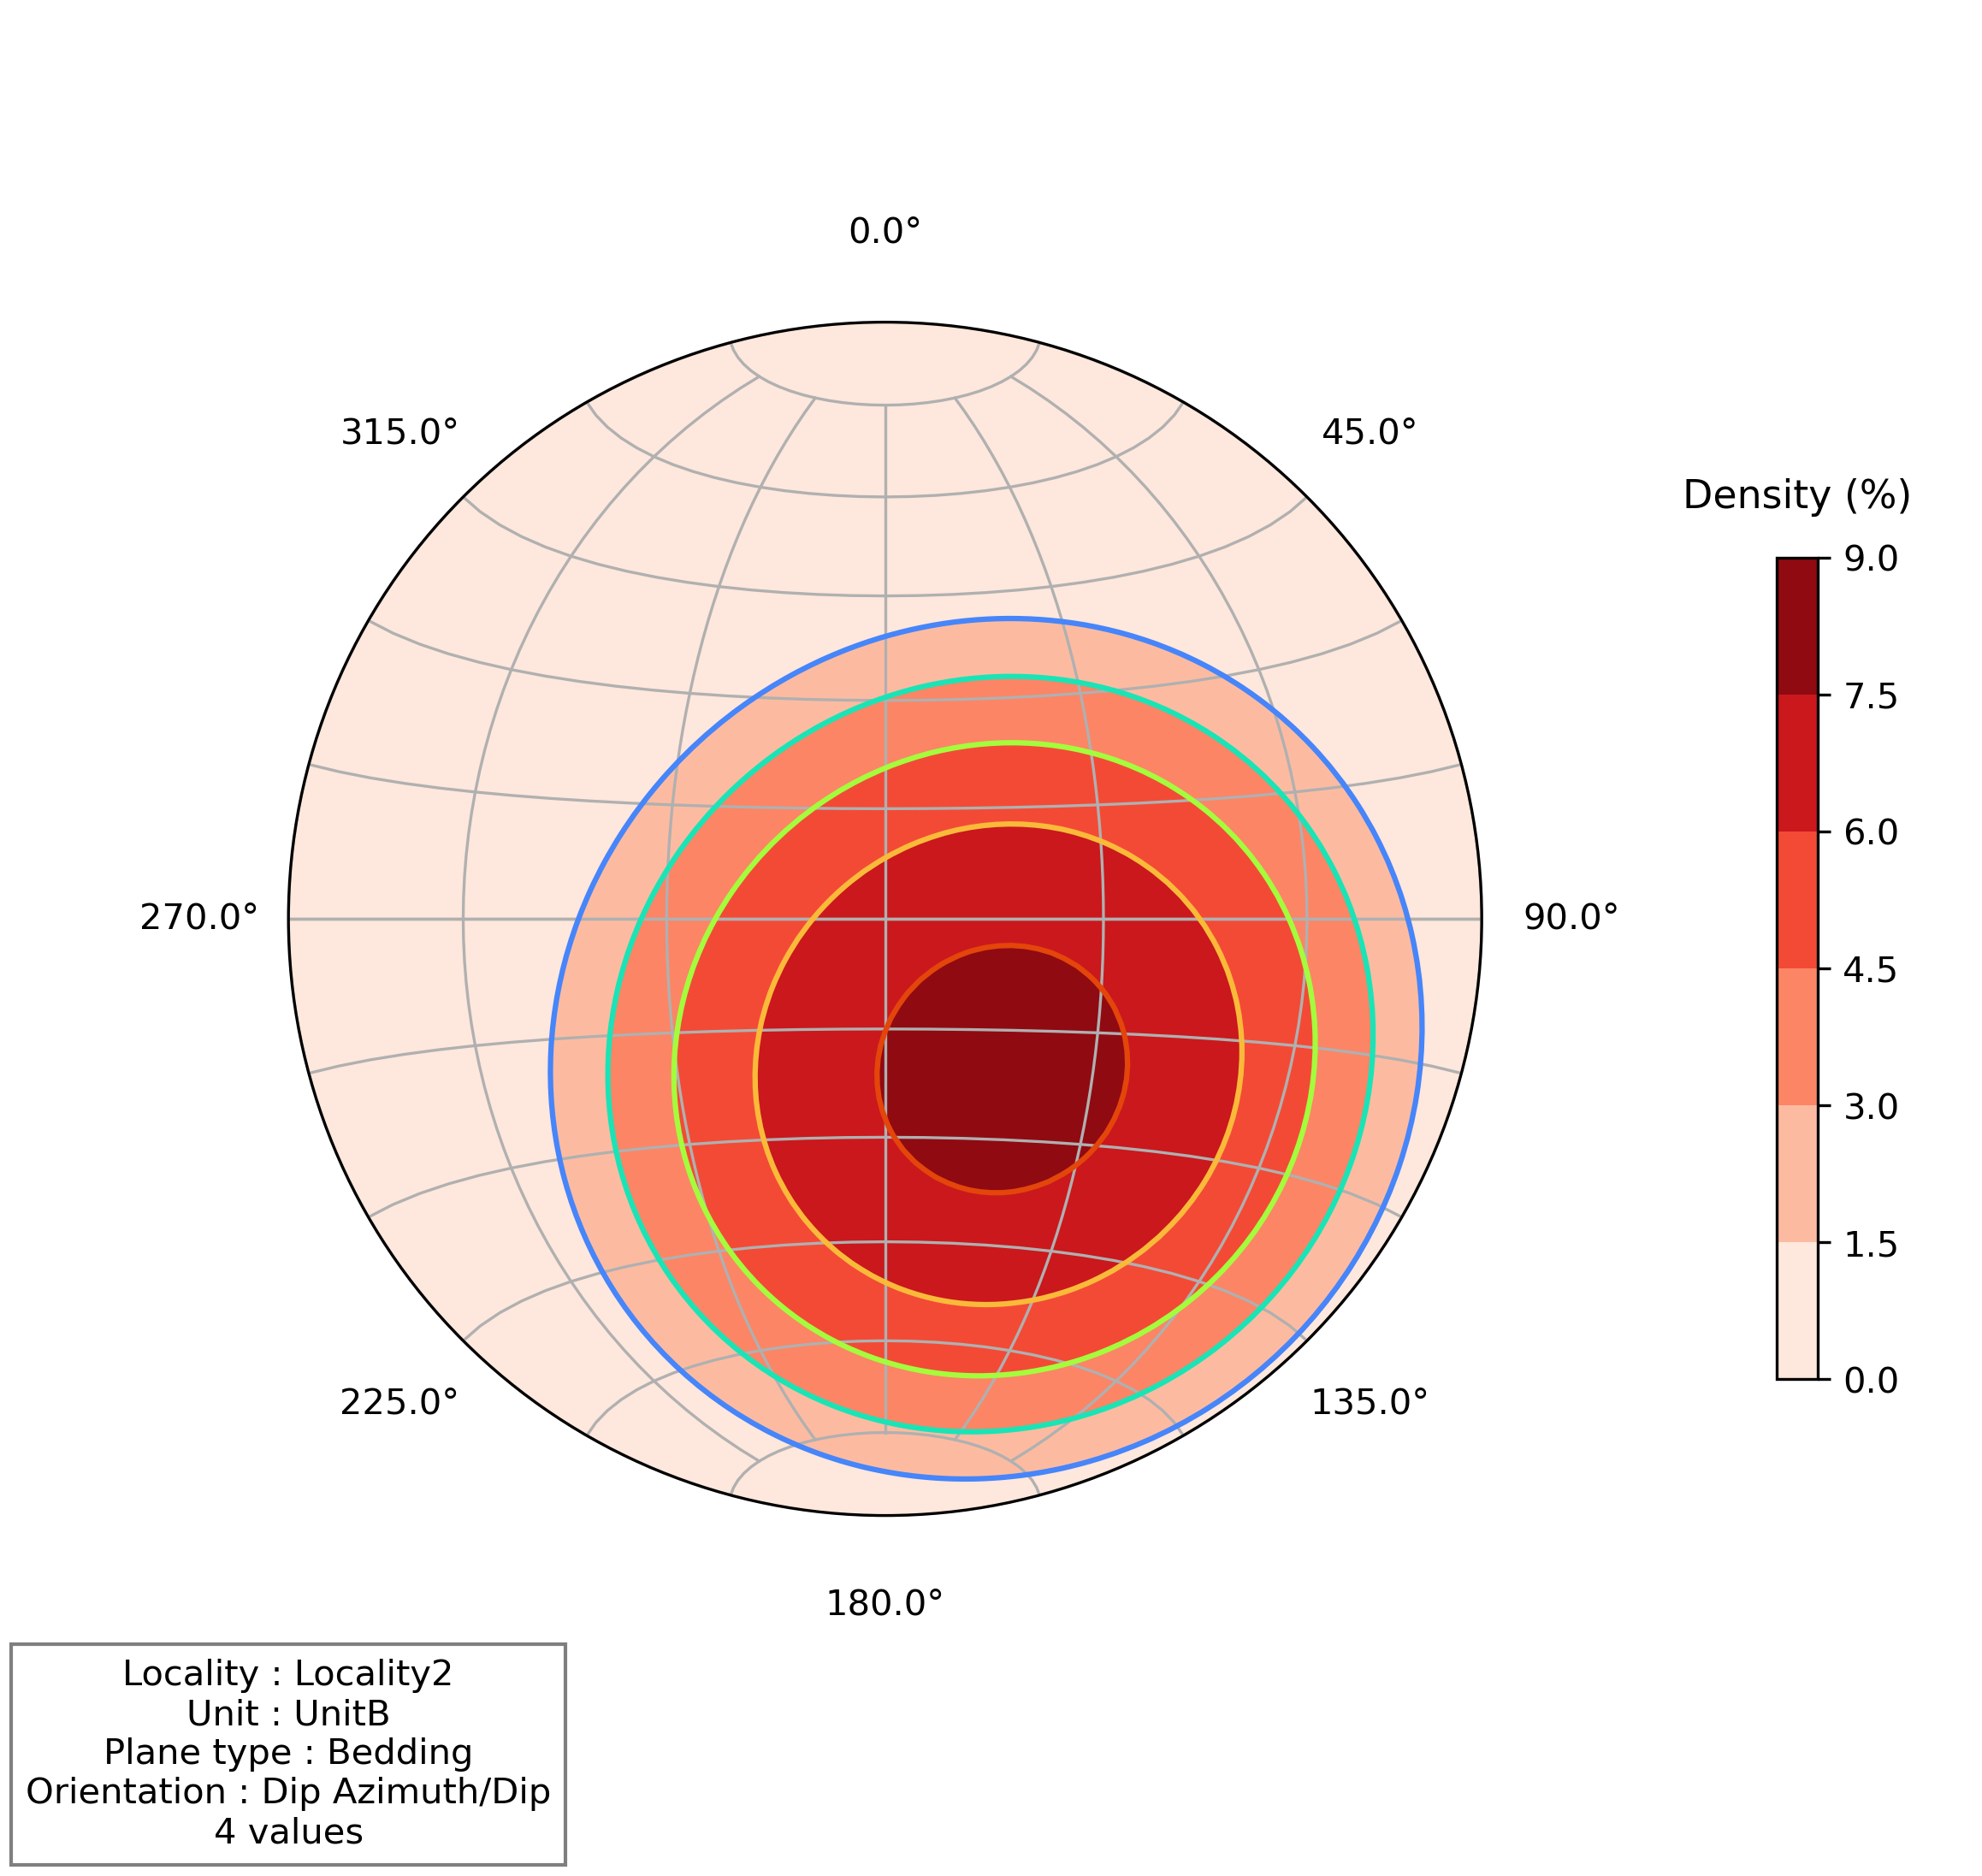 0.0°
315.0°
45.0°
Density (%)
9.0
7.5
6.0
4.5
3.0
1.5
0.0
270.0°
90.0°
225.0°
135.0°
180.0°
Locality : Locality2
Unit : UnitB
Plane type : Bedding
Orientation : Dip Azimuth/Dip
4 values